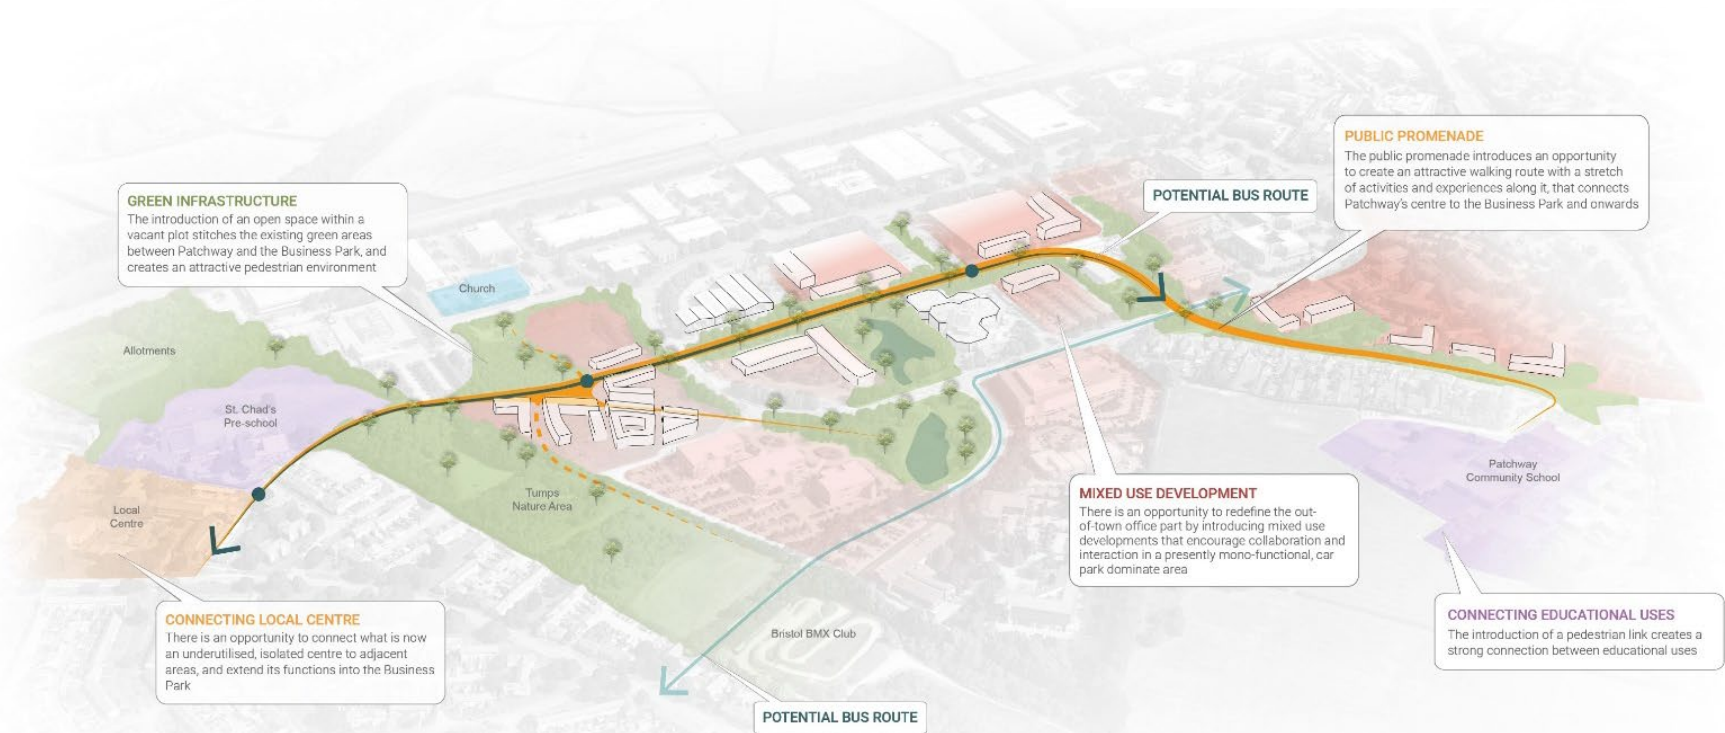 PUBLIC PROMENADE
The public promenade introduces an opportunity
to create an attractive walking route with a stretch
of activities and experiences along it, that connects
Patchway's centre to the Business Park and onwards
POTENTIAL BUS ROUTE
GREEN INFRASTRUCTURE
The introduction of an open space within a
vacant plot stitches the existing green areas
between Patchway and the Business Park, and
creates an attractive pedestrian environment
Church
Allotments
St. Chad's
Pre-school
Local
Centre
Tumps
Nature Area
Patchway
Community School
MIXED USE DEVELOPMENT
There is an opportunity to redefine the out-
of-town office part by introducing mixed use
developments that encourage collaboration and
interaction in a presently mono-functional, car
park dominate area
CONNECTING LOCAL CENTRE
There is an opportunity to connect what is now
an underutilised, isolated centre to adjacent
areas, and extend its functions into the Business
Park
Bristol BMX Club
CONNECTING EDUCATIONAL USES
The introduction of a pedestrian link creates a
strong connection between educational uses
POTENTIAL BUS ROUTE